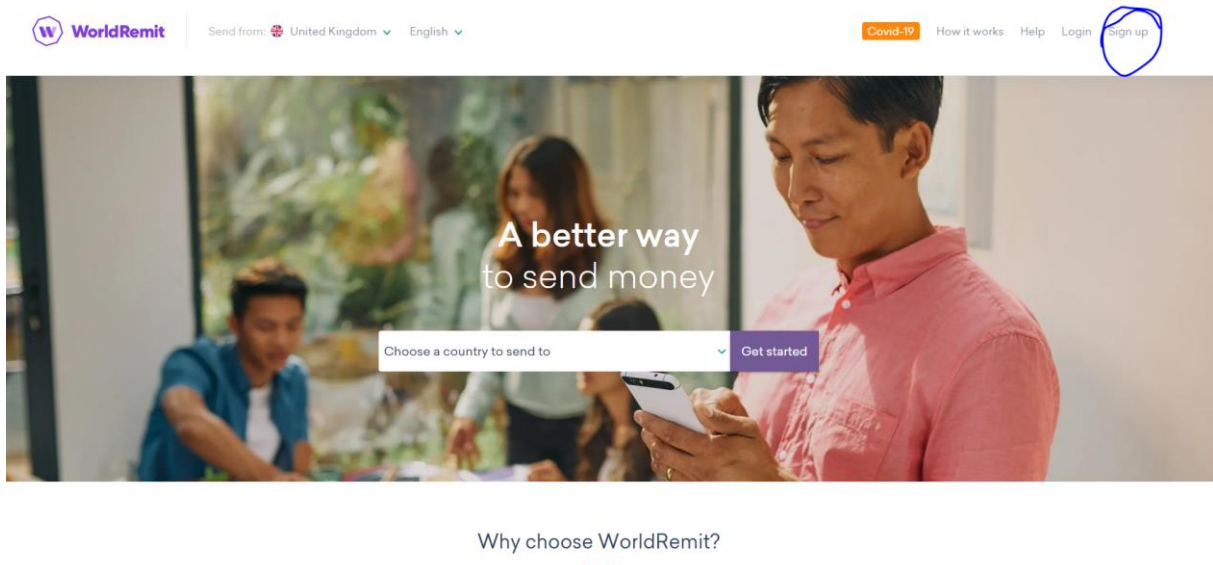 WorldRemit
Send from: United Kingdom English
Covid-19 How it works Help Login Sign up
A better way
to send money
Choose a country to send to
Get started
Why choose WorldRemit?